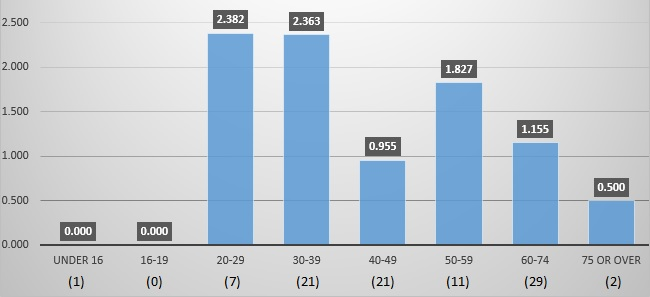 2.500
2.000
1.500
1.000
0.500
0.000
0.000 0.000 2.382 2.363 0.955 1.827 1.155 0.500
UNDER 16 16-19 20-29 30-39 40-49 50-59 60-74 75 OR OVER
(1) (0) (7) (21) (21) (11) (29) (2)